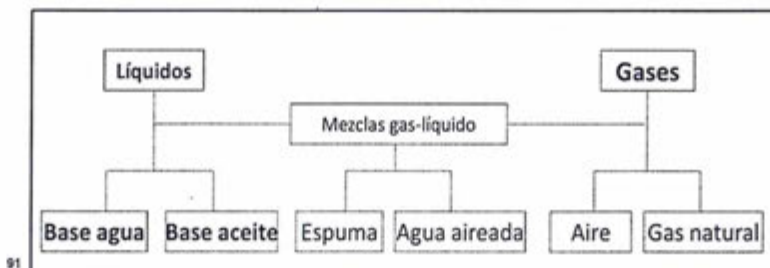 Líquidos
Gases
Mezclas gas-líquido
Base agua
Base aceite
Espuma
Agua aireada
Aire
Gas natural
91